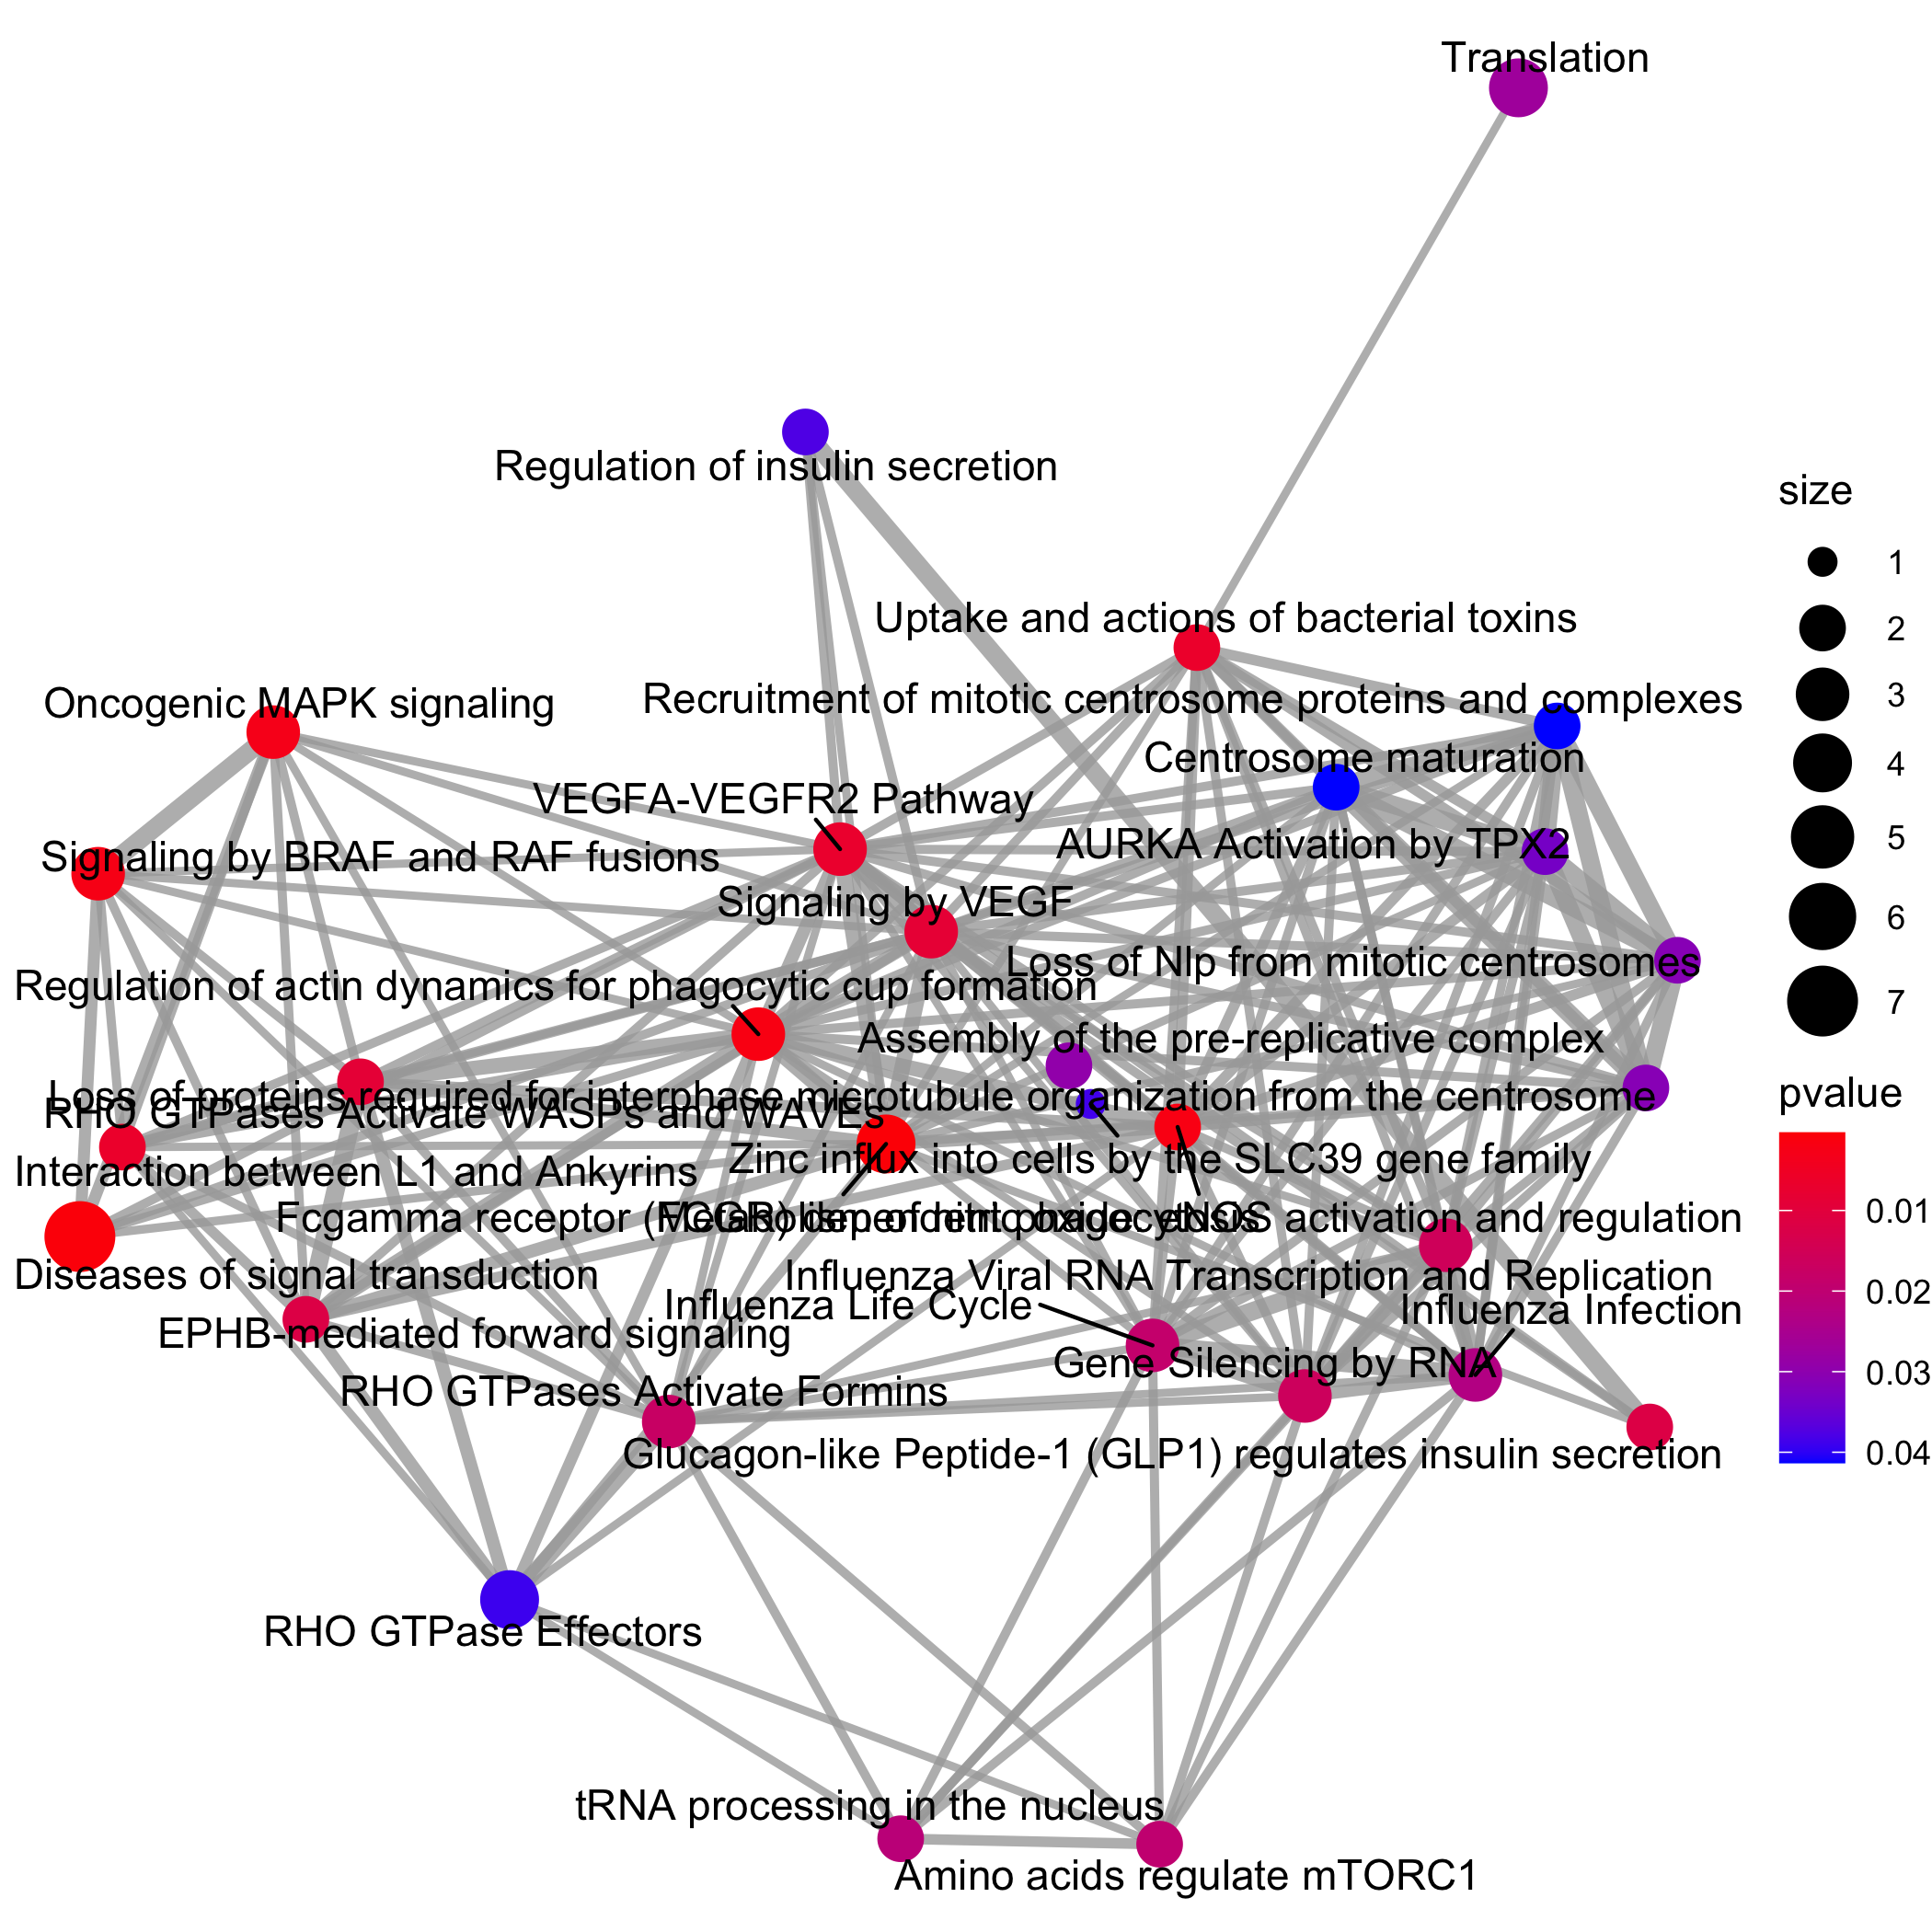 Translation
Regulation of insulin secretion
size
1
Uptake and actions of bacterial toxins
2
Oncogenic MAPK signaling
Recruitment of mitotic centrosome proteins and complexes
3
Centrosome maturation
4
VEGFA-VEGFR2 Pathway
5
AURKA Activation by TPX2
Signaling by BRAF and RAF fusions
Signaling by VEGF
6
Loss of Nlp from mitotic centrosomes
Regulation of actin dynamics for phagocytic cup formation
7
Assembly of the pre-replicative complex
pvalue
Loss of proteins required for interphase microtubule organization from the centrosome
RHO GTPases Activate WASPs and WAVEs
Zinc influx into cells by the SLC39 gene family
Interaction between L1 and Ankyrins
0.01
Fcgamma receptor (FCGR) dependent phagocytosis
Metabolism of nitric oxide: eNOS activation and regulation
Diseases of signal transduction
Influenza Viral RNA Transcription and Replication
0.02
Influenza Life Cycle
Influenza Infection
EPHB-mediated forward signaling
Gene Silencing by RNA
0.03
RHO GTPases Activate Formins
Glucagon-like Peptide-1 (GLP1) regulates insulin secretion
0.04
RHO GTPase Effectors
tRNA processing in the nucleus
Amino acids regulate mTORC1